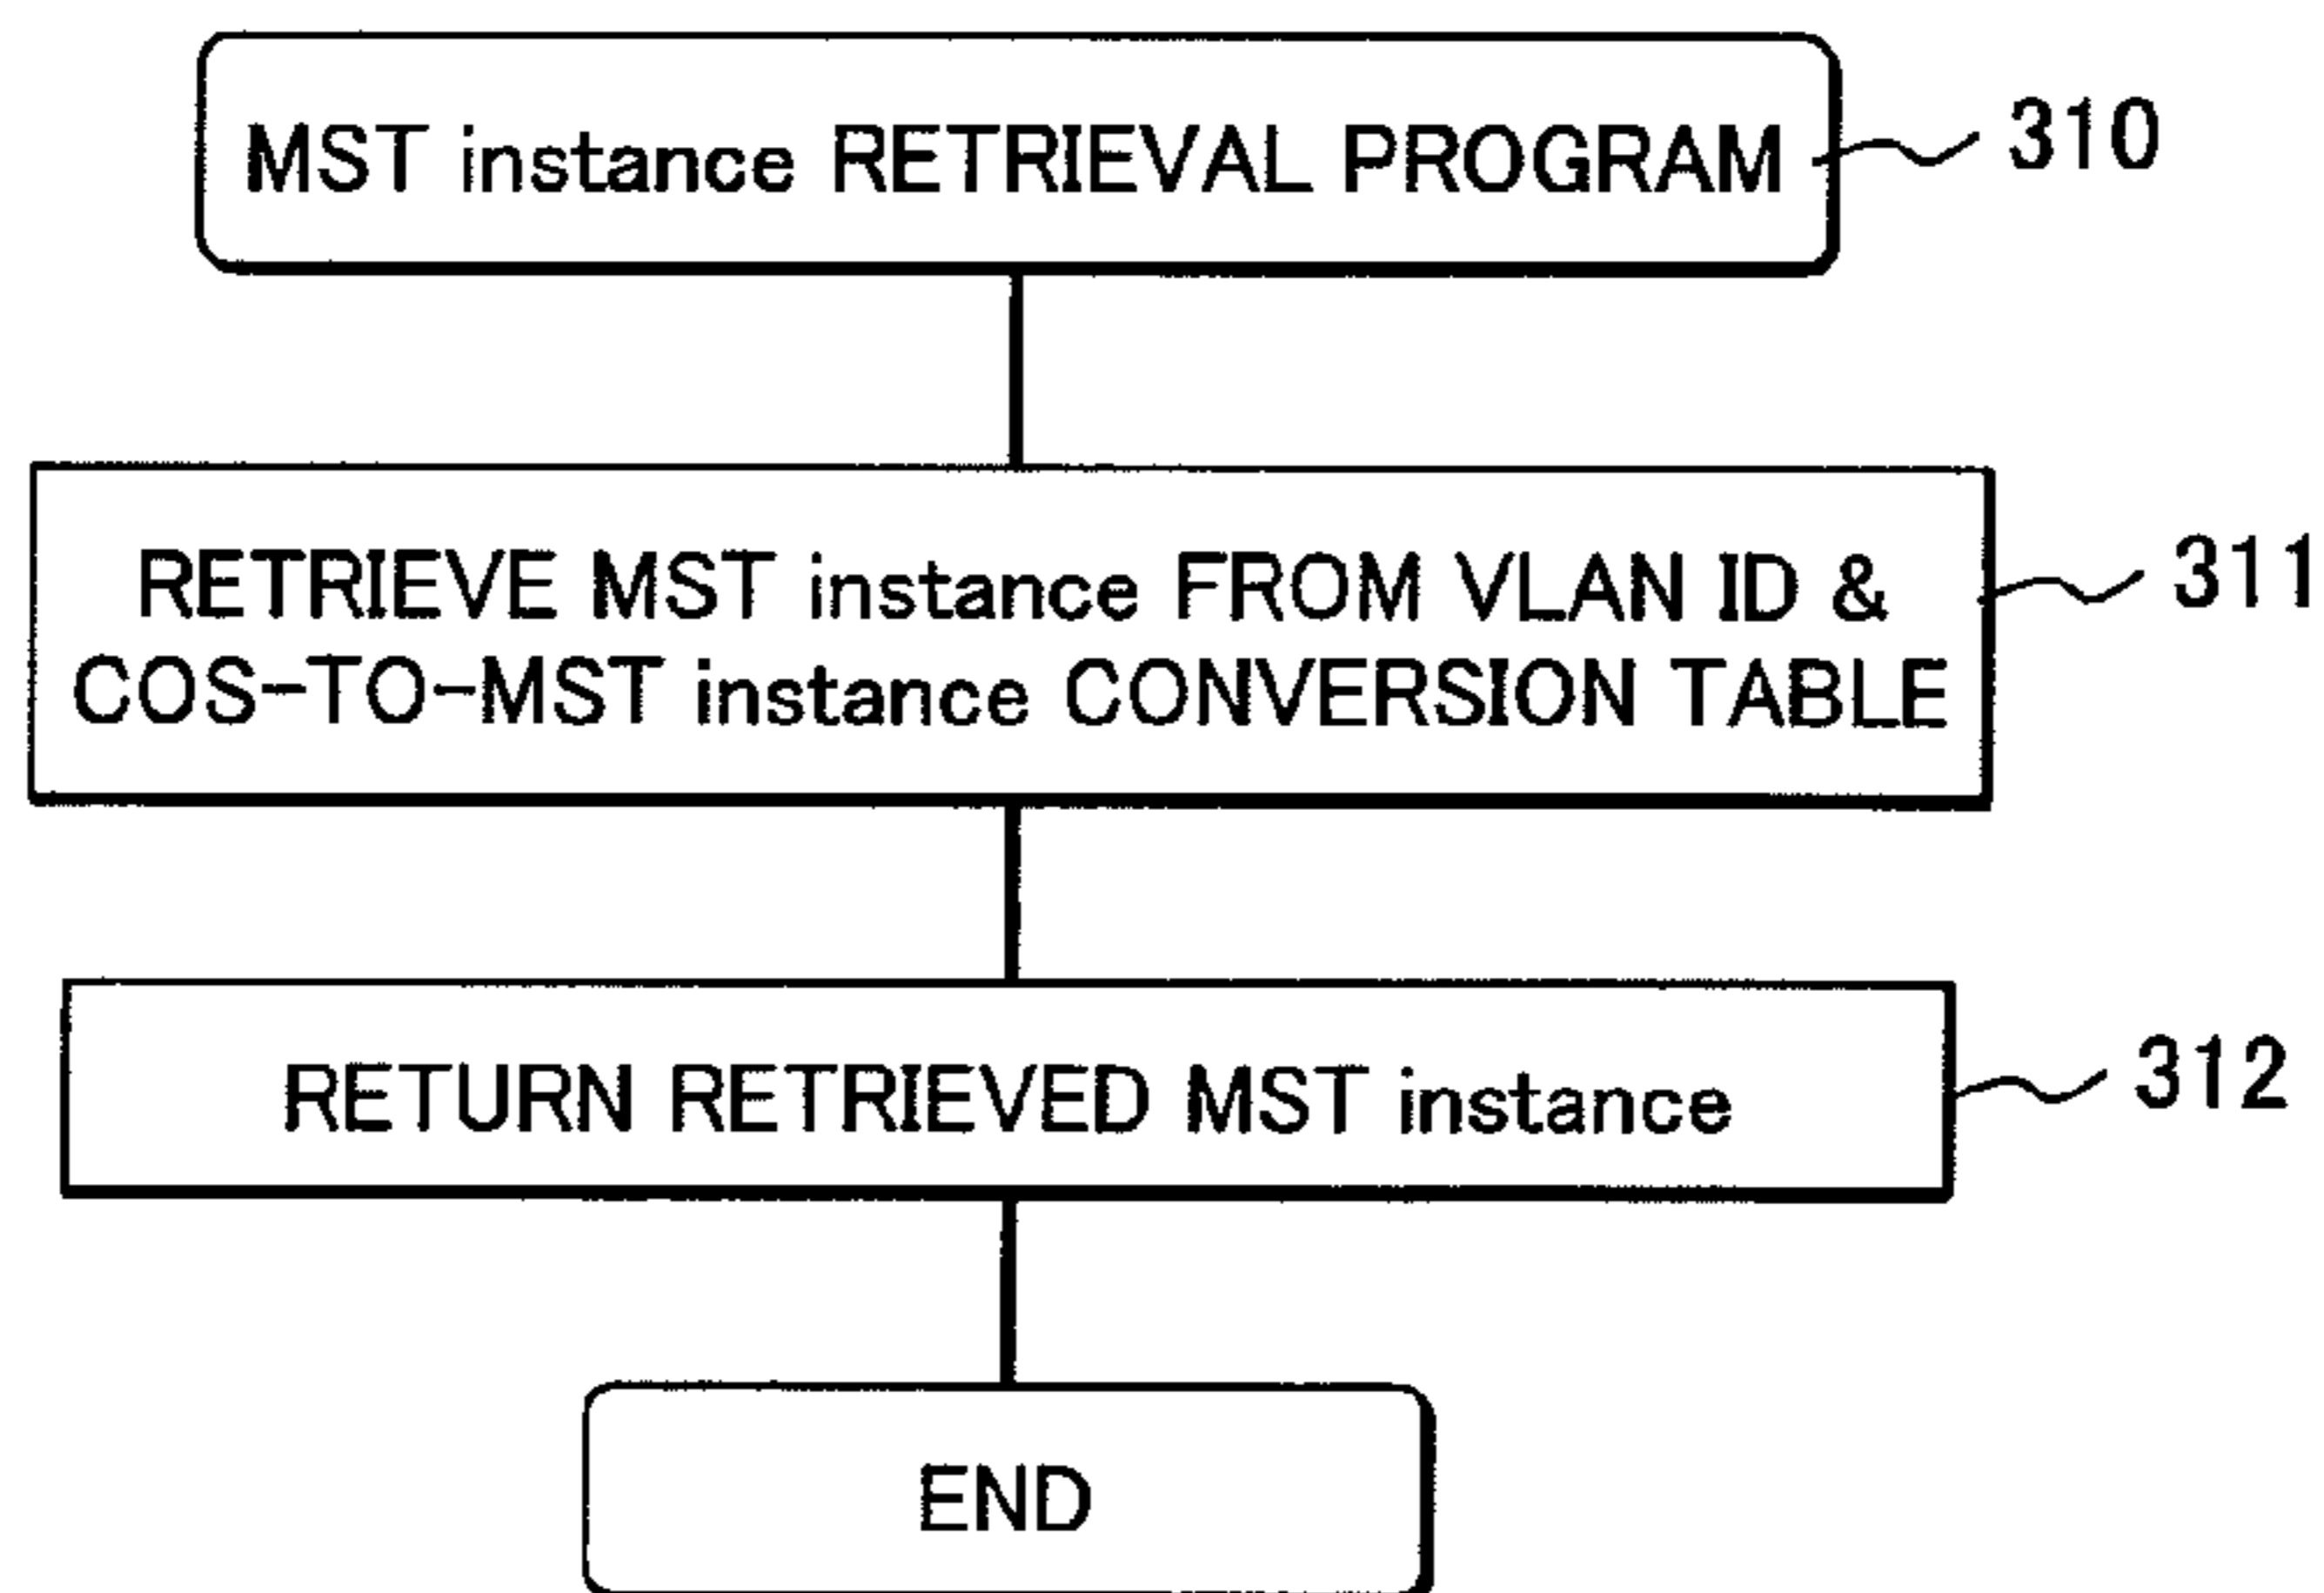 MST instance RETRIEVAL PROGRAM 310
RETRIEVE MST instance FROM VLAN ID &
COS-TO-MST instance CONVERSION TABLE
311
RETURN RETRIEVED MST instance 312
END